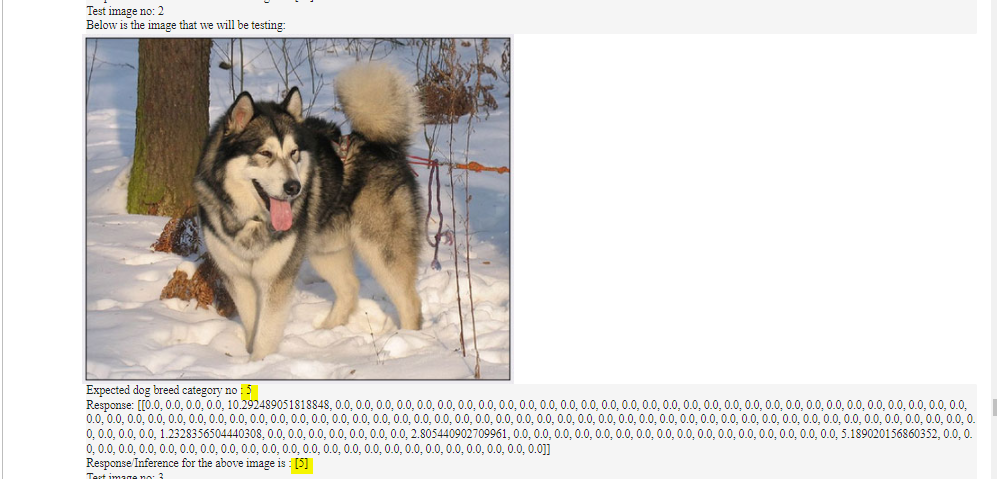 Test image no: 2
Below is the image that we will be testing:
Expected dog breed category no : 5
Response: [[0.0, 0.0, 0.0, 0.0, 10.292489051818848, 0.0, 0.0, 0.0, 0.0, 0.0, 0.0, 0.0, 0.0, 0.0, 0.0, 0.0, 0.0, 0.0, 0.0, 0.0, 0.0, 0.0, 0.0, 0.0, 0.0, 0.0, 0.0, 0.0, 0.0, 0.0, 0.0, 0.0, 0.0, 0.0, 0.0, 0.0,
0.0, 0.0, 0.0, 0.0, 0.0, 0.0, 0.0, 0.0, 0.0, 0.0, 0.0, 0.0, 0.0, 0.0, 0.0, 0.0, 0.0, 0.0, 0.0, 0.0, 0.0, 0.0, 0.0, 0.0, 0.0, 0.0, 0.0, 0.0, 0.0, 0.0, 0.0, 0.0, 0.0, 0.0, 0.0, 0.0, 0.0, 0.0, 0.0, 0.0, 0.0, 0.0, 0.0, 0.
0, 0.0, 0.0, 0.0, 1.2328356504440308, 0.0, 0.0, 0.0, 0.0, 0.0, 0.0, 0.0, 2.805440902709961, 0.0, 0.0, 0.0, 0.0, 0.0, 0.0, 0.0, 0.0, 0.0, 0.0, 0.0, 0.0, 0.0, 0.0, 0.0, 0.0, 5.189020156860352, 0.0, 0.
0, 0.0, 0.0, 0.0, 0.0, 0.0, 0.0, 0.0, 0.0, 0.0, 0.0, 0.0, 0.0, 0.0, 0.0, 0.0, 0.0, 0.0, 0.0, 0.0, 0.0, 0.0, 0.0]]
Response/Inference for the above image is : [5]
Test image no: 3